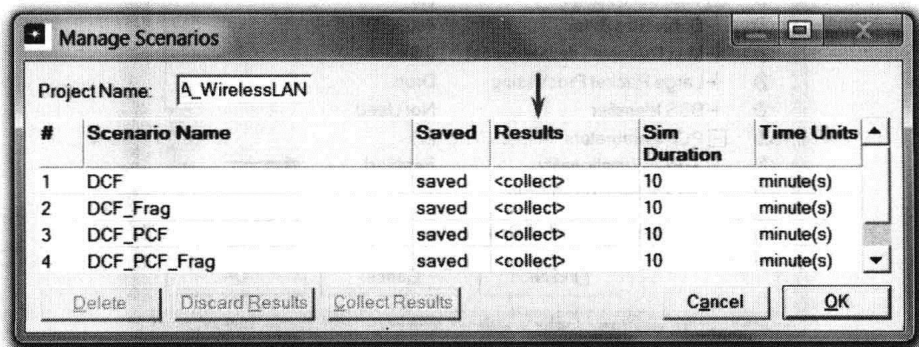 Manage Scenarios
Project Name: A_WirelessLAN
# Scenario Name Saved Results Sim Duration Time Units
1 DCF saved <collect> 10 minute(s)
2 DCF_Frag saved <collect> 10 minute(s)
3 DCF_PCF saved <collect> 10 minute(s)
4 DCF_PCF_Frag saved <collect> 10 minute(s)
Delete Discard Results Collect Results Cancel OK